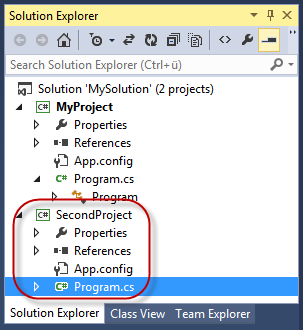 Solution Explorer
Search Solution Explorer (Ctrl+ü)
Solution 'MySolution' (2 projects)
C# MyProject
Properties
References
App.config
C# Program.cs
Program
C# SecondProject
Properties
References
App.config
C# Program.cs
Solution Explorer Class View Team Explorer